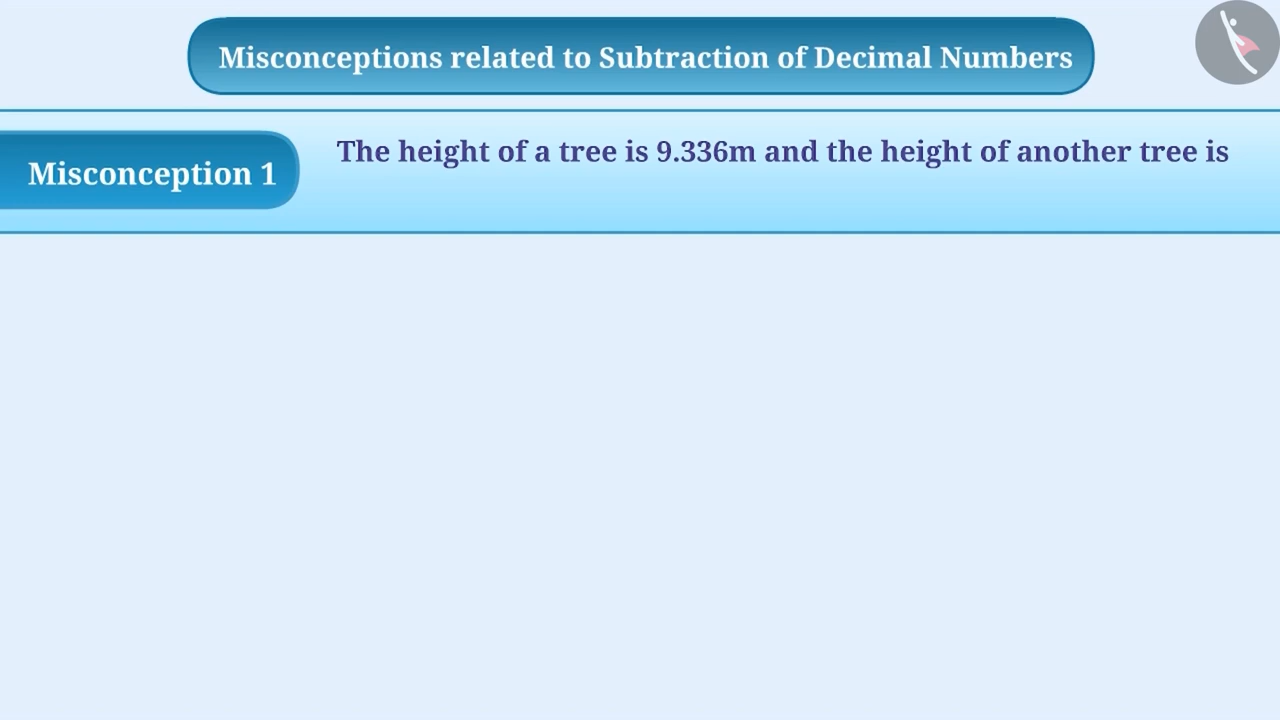 Misconceptions related to Subtraction of Decimal Numbers
Misconception 1
The height of a tree is 9.336m and the height of another tree is